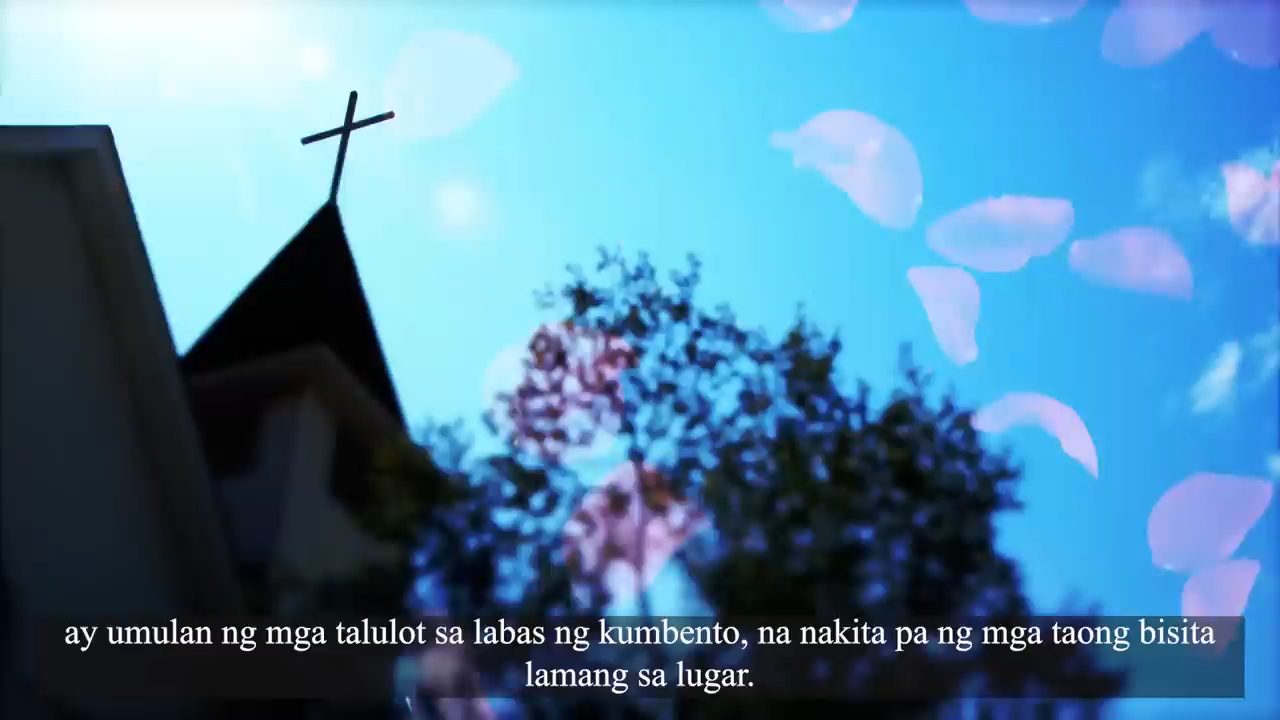 ay umulan ng mga talulot sa labas ng kumbento, na nakita pa ng mga taong bisita
lamang sa lugar.